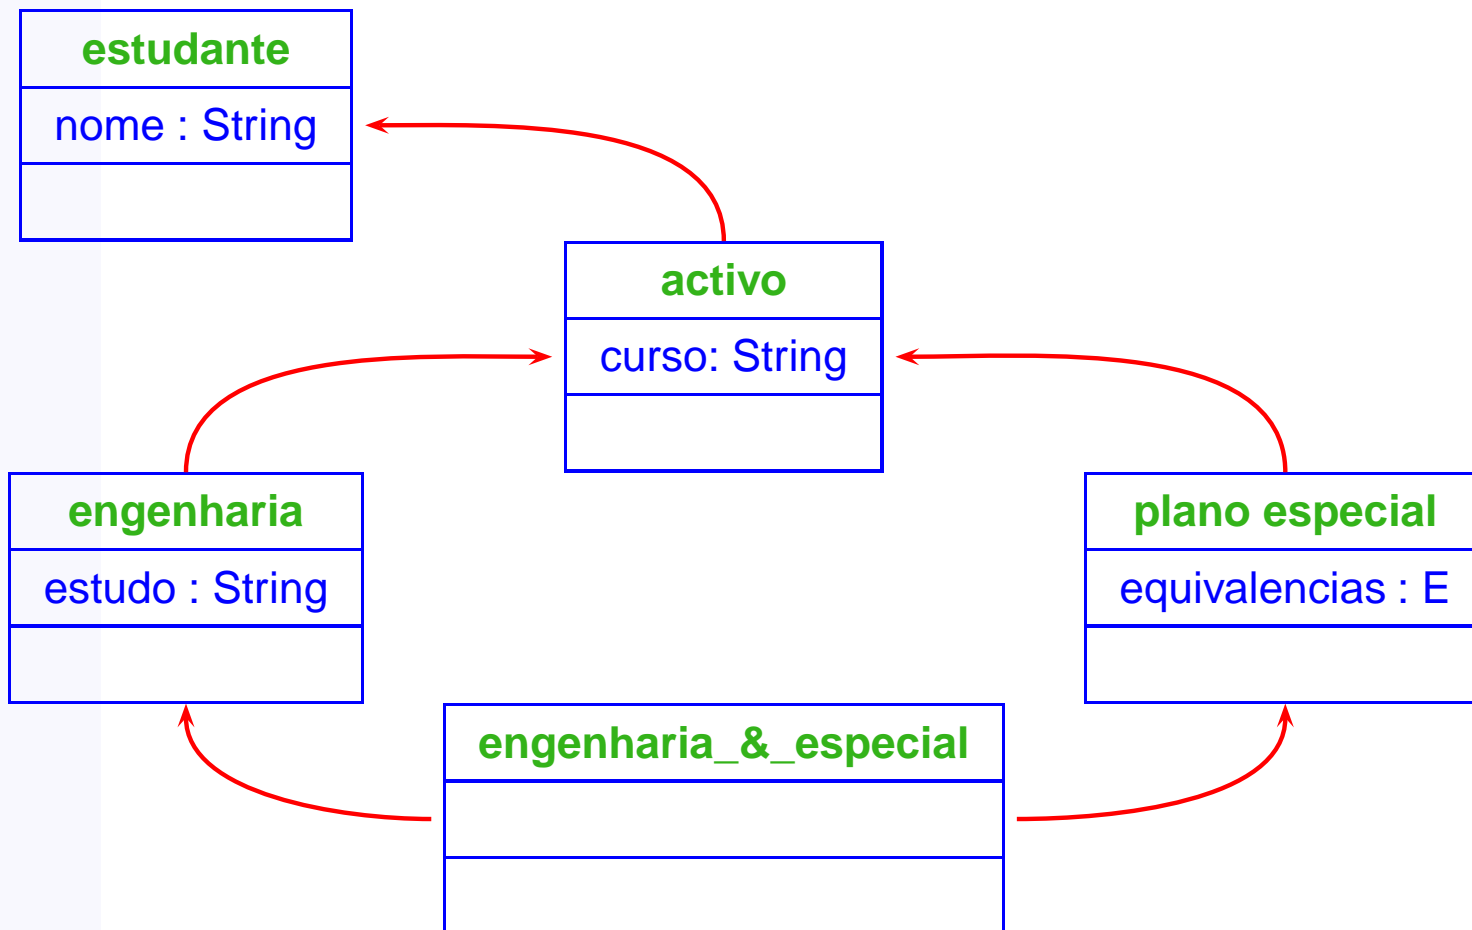 estudante
nome : String
activo
curso: String
engenharia
estudo : String
plano especial
equivalencias : E
engenharia_&_especial